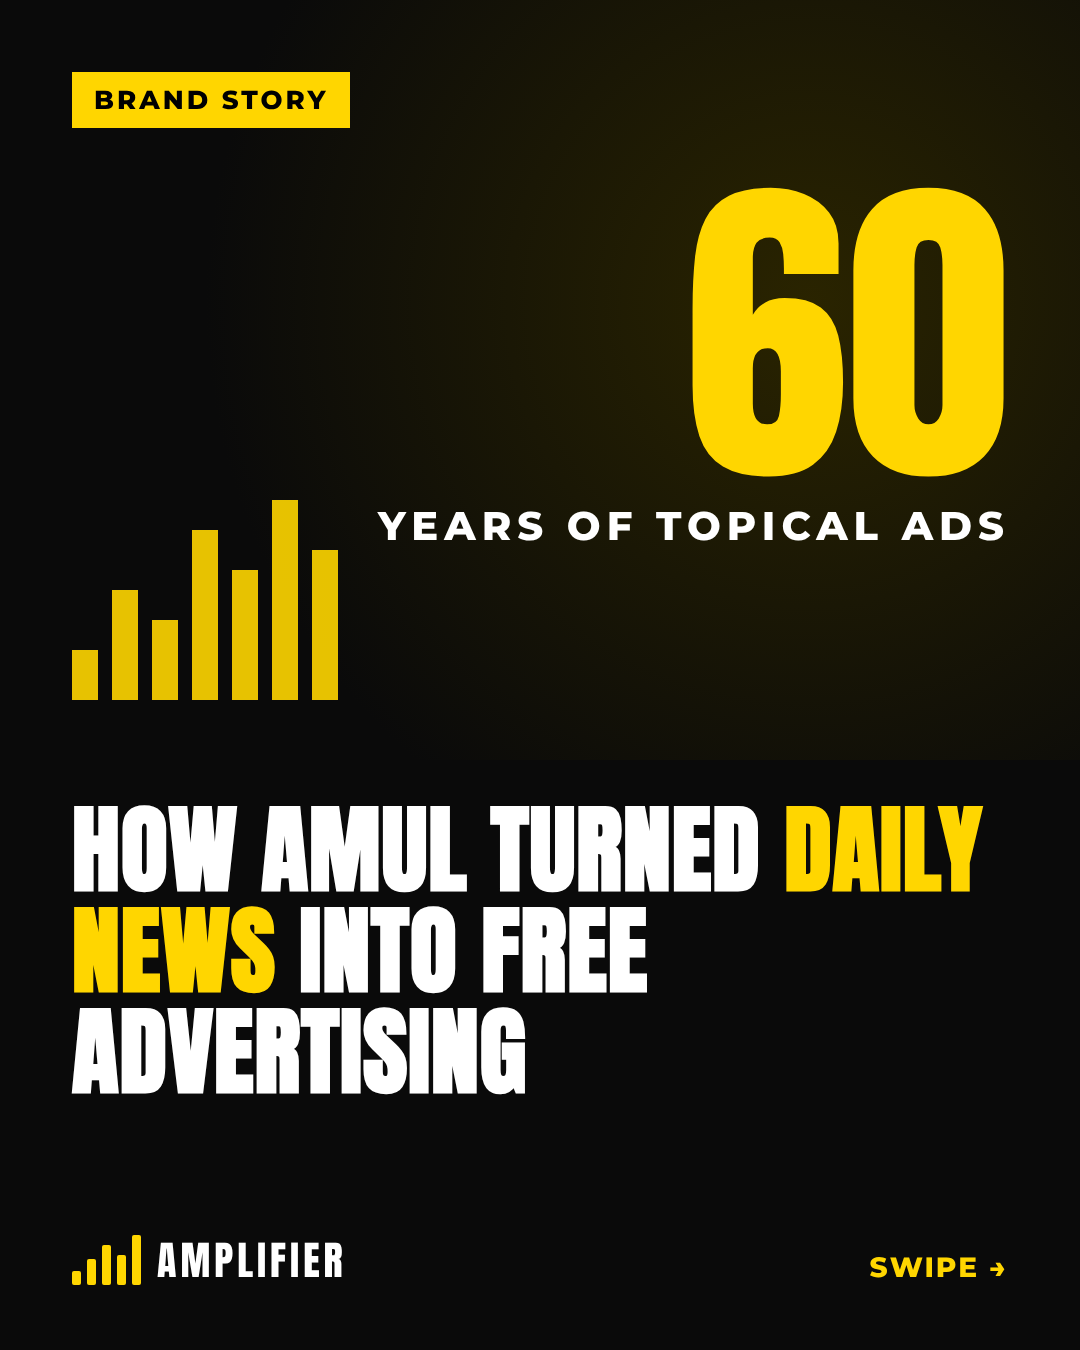 BRAND STORY
60
YEARS OF TOPICAL ADS
HOW AMUL TURNED DAILY
NEWS INTO FREE
ADVERTISING
AMPLIFIER
SWIPE →